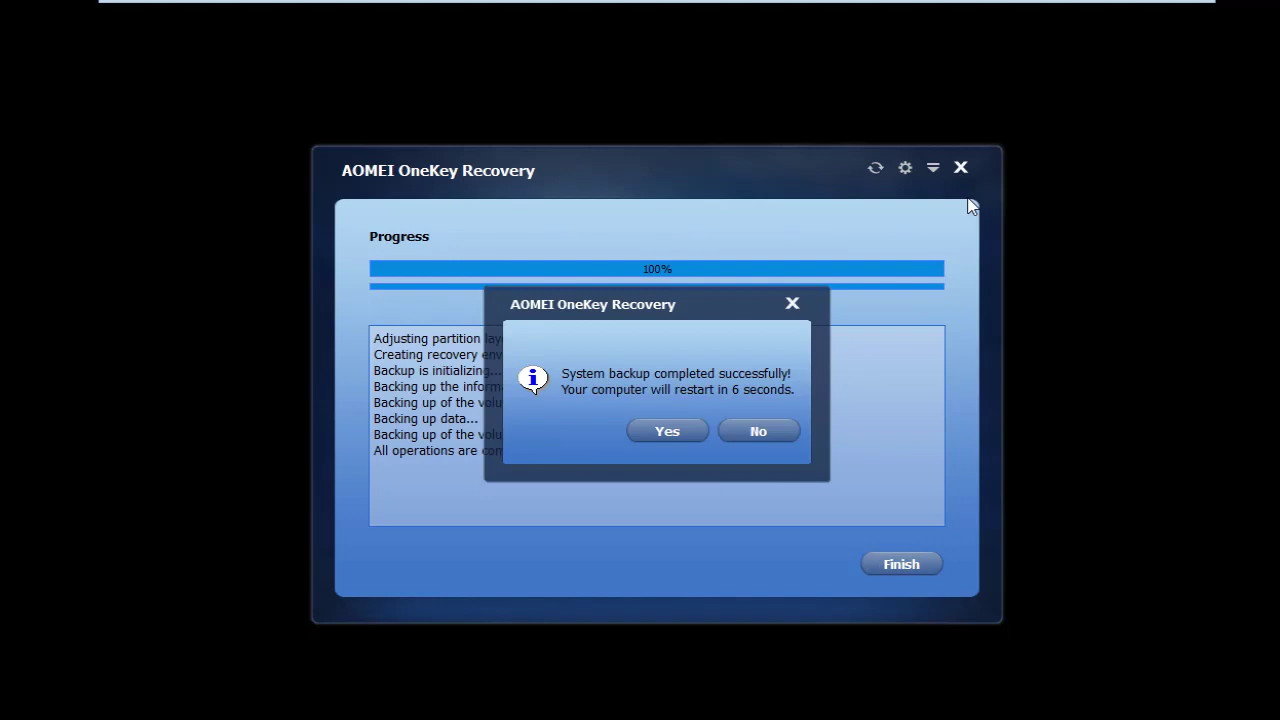 AOMEI OneKey Recovery
Progress
100%
AOMEI OneKey Recovery
Adjusting partition
Creating recovery
Backup is initializing...
Backing up the
Backing up of the
Backing up data...
Backing up of the
All operations are
i
System backup completed successfully!
Your computer will restart in 6 seconds.
Yes
No
Finish